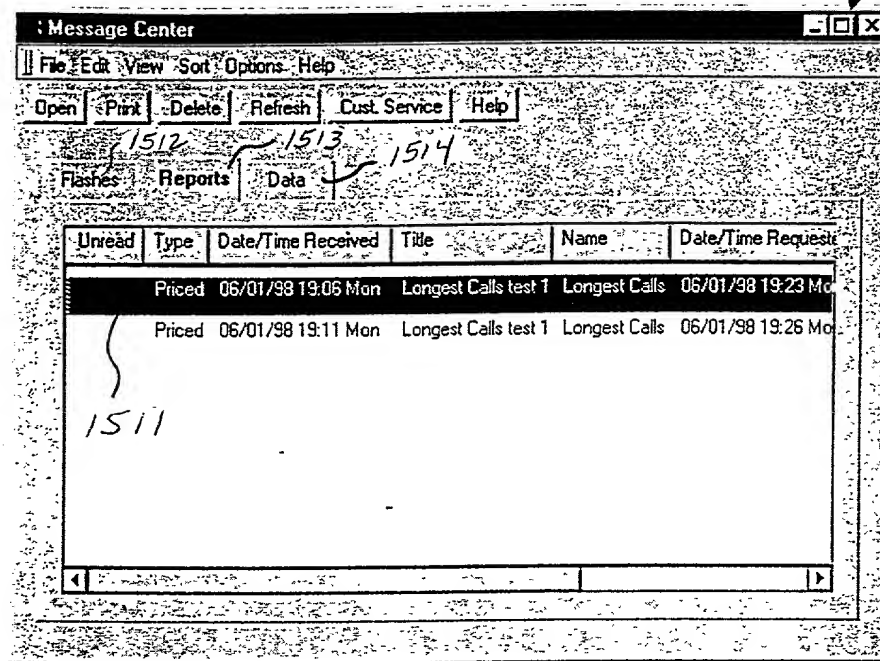 Message Center
File Edit View Sort Options Help
Open Print Delete Refresh Cust. Service Help
1512 1513 1514
Flashes Reports Data
Unread Type Date/Time Received Title Name Date/Time Requeste
Priced 06/01/98 19:06 Mon Longest Calls test 1 Longest Calls 06/01/98 19:23 Mo
Priced 06/01/98 19:11 Mon Longest Calls test 1 Longest Calls 06/01/98 19:26 Mo
1511